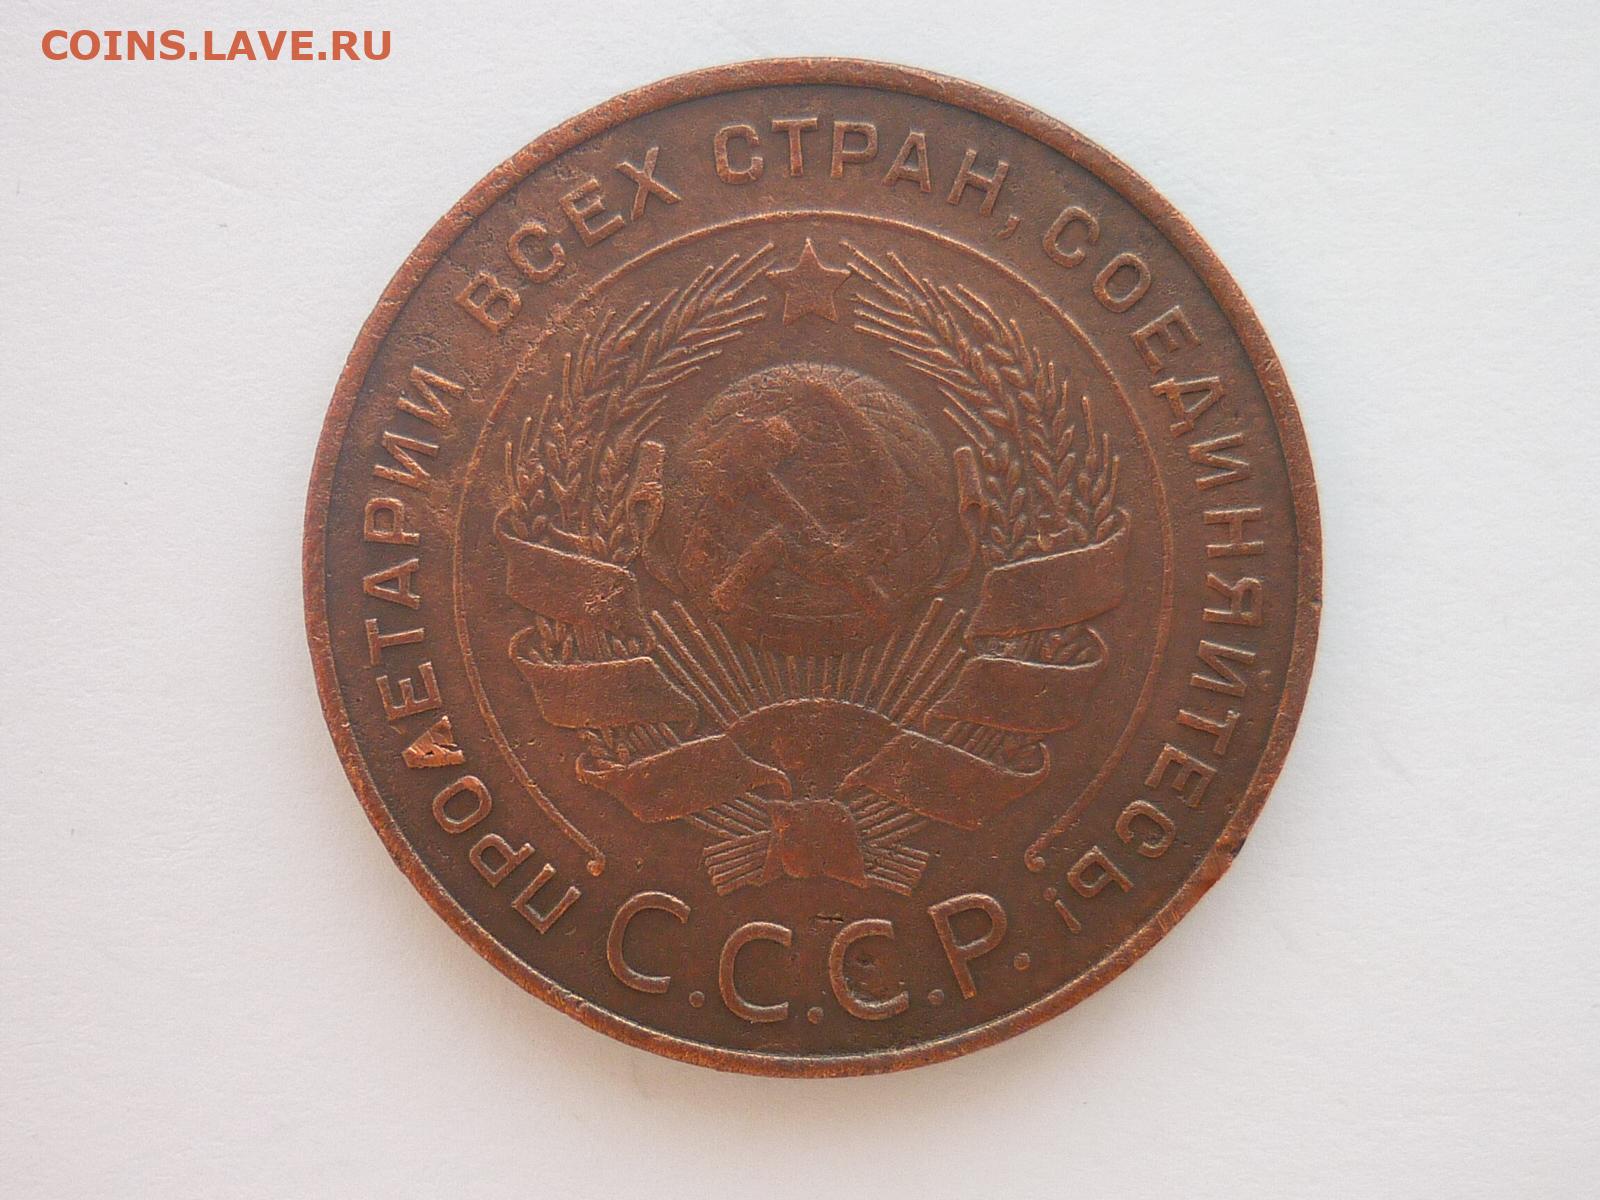 COINS.LAVE.RU
ПРОЛЕТАРИИ ВСЕХ СТРАН, СОЕДИНЯЙТЕСЬ!
С.С.С.Р.